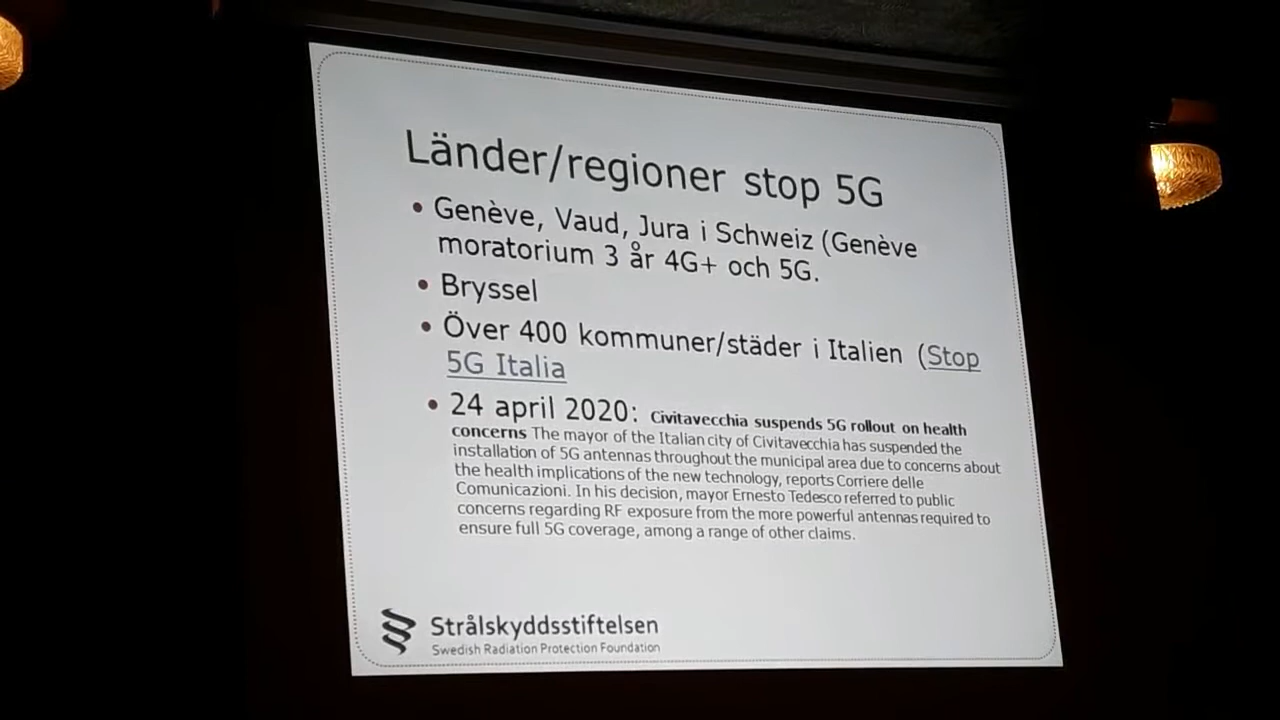 Länder/regioner stop 5G
• Genève, Vaud, Jura i Schweiz (Genève
moratorium 3 år 4G+ och 5G.
• Bryssel
• Över 400 kommuner/städer i Italien (Stop
5G Italia
• 24 april 2020: Civitavecchia suspends 5G rollout on health
concerns The mayor of the Italian city of Civitavecchia has suspended the
installation of 5G antennas throughout the municipal area due to concerns about
the health implications of the new technology, reports Corriere delle
Comunicazioni. In his decision, mayor Ernesto Tedesco referred to public
concerns regarding RF exposure from the more powerful antennas required to
ensure full 5G coverage, among a range of other claims.
Strålskyddsstiftelsen
Swedish Radiation Protection Foundation